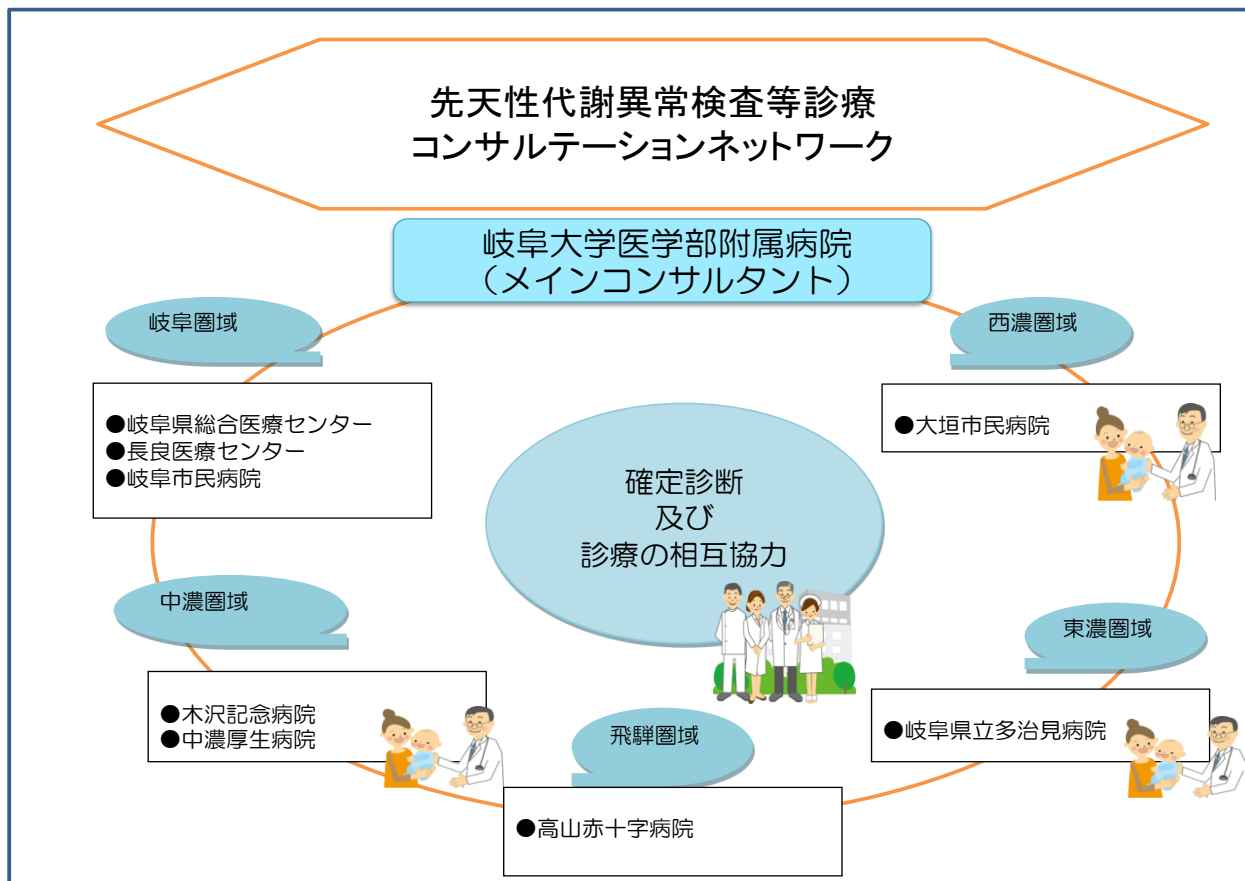 先天性代謝異常検査等診療
コンサルテーションネットワーク
岐阜大学医学部附属病院
（メインコンサルタント）
岐阜圏域
●岐阜県総合医療センター
●長良医療センター
●岐阜市民病院
西濃圏域
●大垣市民病院
確定診断
及び
診療の相互協力
中濃圏域
●木沢記念病院
●中濃厚生病院
飛騨圏域
●高山赤十字病院
東濃圏域
●岐阜県立多治見病院